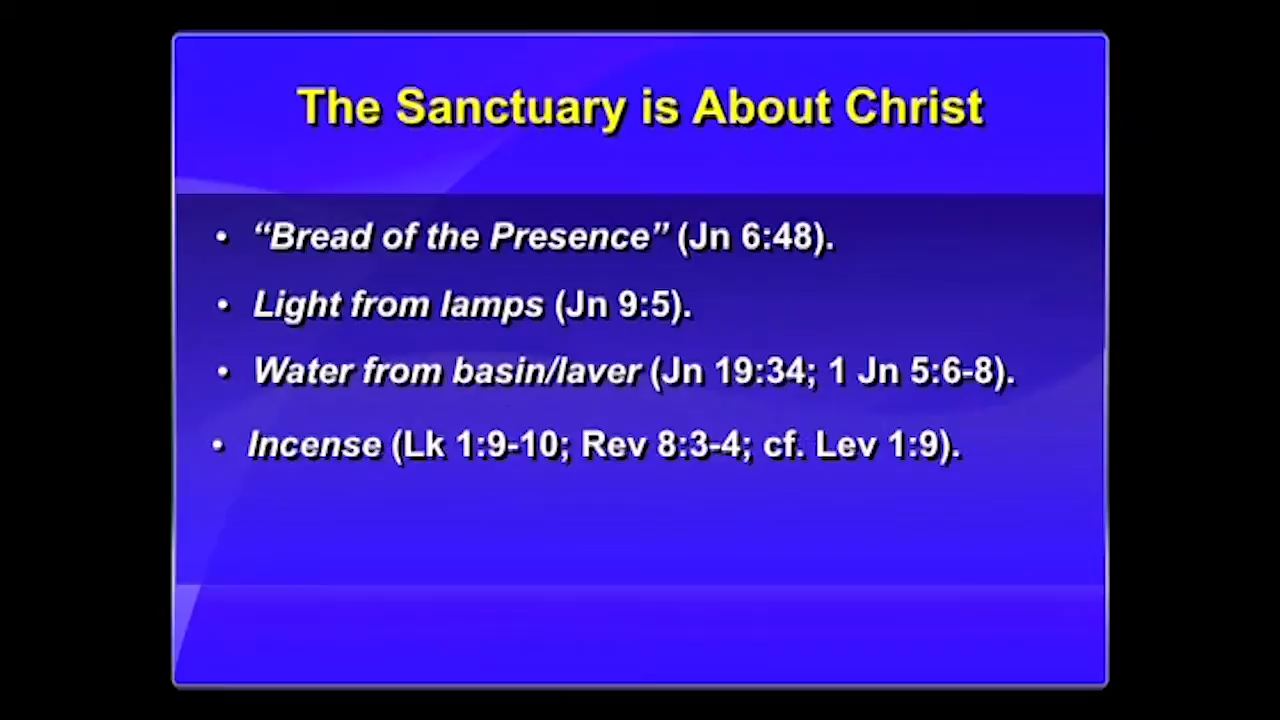 The Sanctuary is About Christ
• “Bread of the Presence” (Jn 6:48).
• Light from lamps (Jn 9:5).
• Water from basin/laver (Jn 19:34; 1 Jn 5:6-8).
• Incense (Lk 1:9-10; Rev 8:3-4; cf. Lev 1:9).